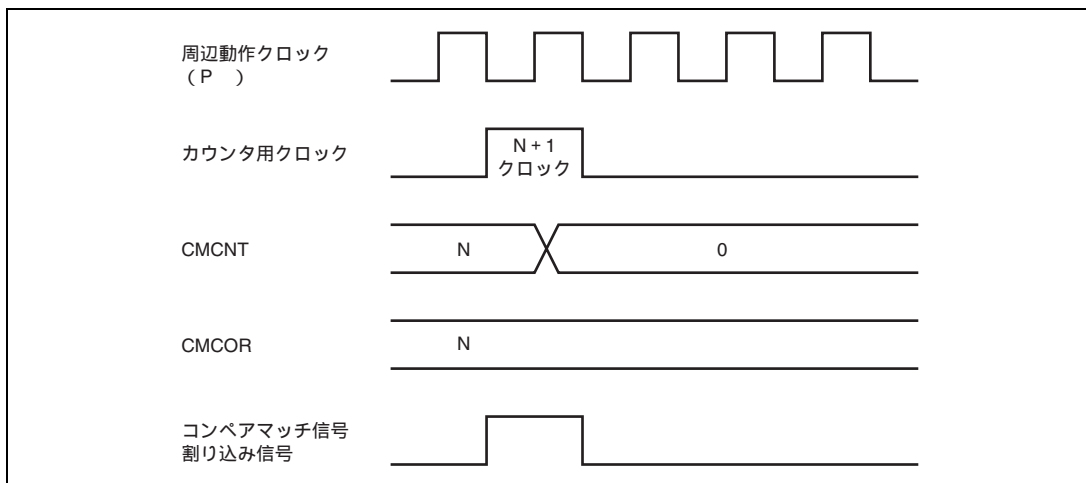 周辺動作クロック
（P　）
カウンタ用クロック
N + 1
クロック
CMCNT
N
0
CMCOR
N
コンペアマッチ信号
割り込み信号